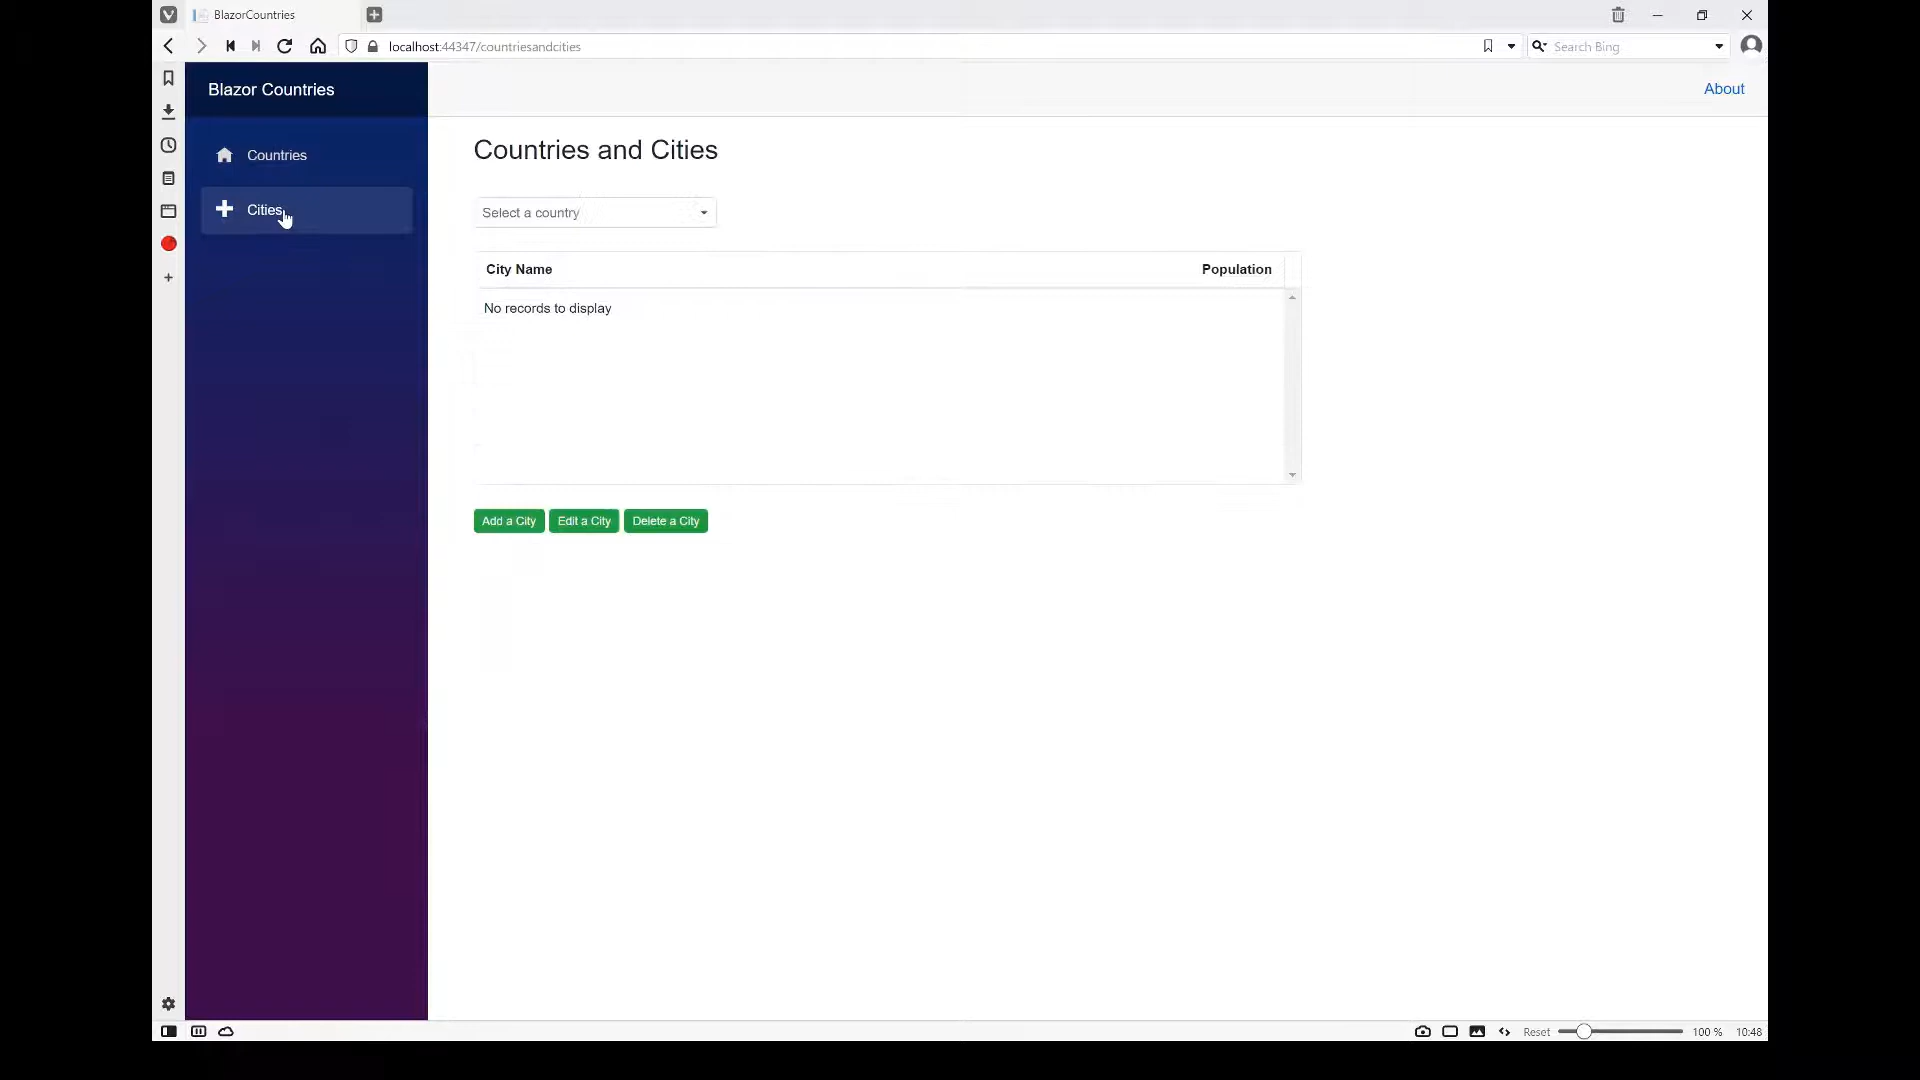 BlazorCountries
localhost:44347/countriesandcities
Search Bing
Blazor Countries
About
Countries
Cities
Countries and Cities
Select a country
City Name Population
No records to display
Add a City Edit a City Delete a City
Reset 100 % 10:48